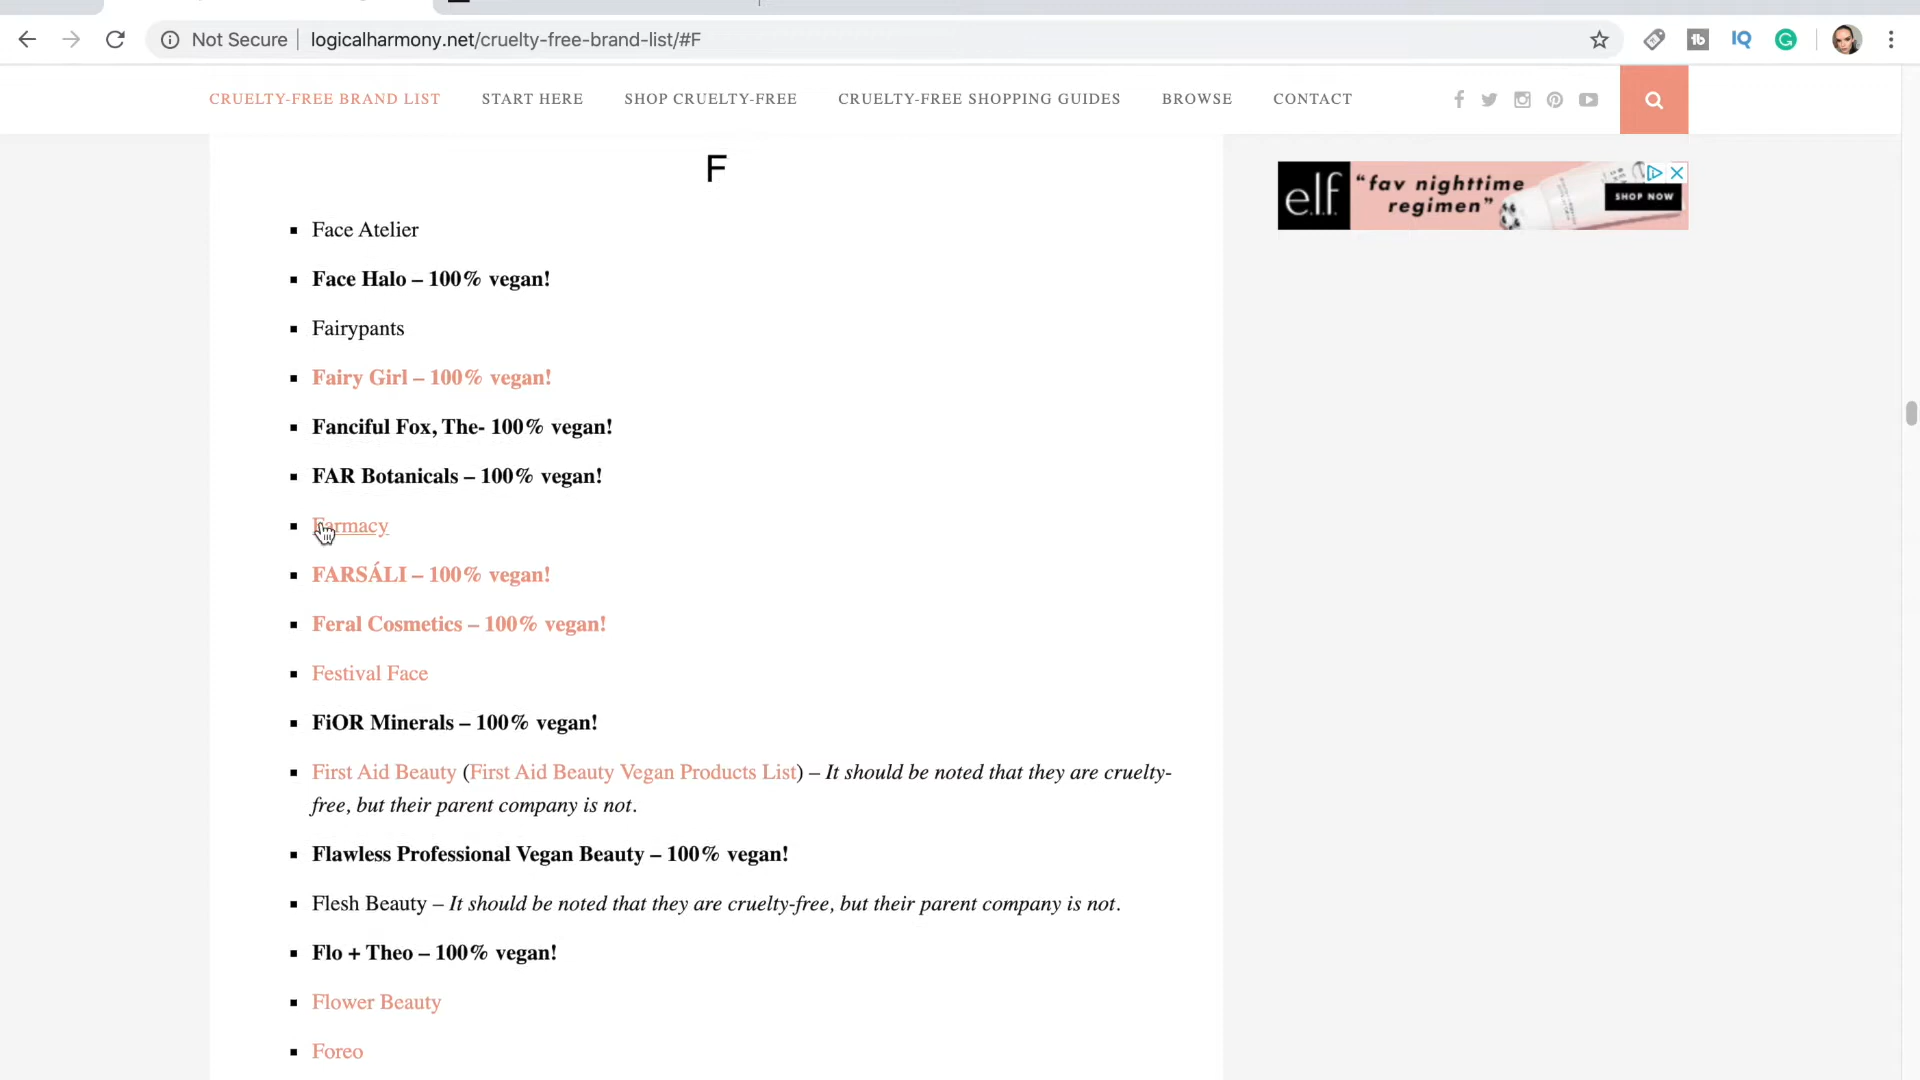 Not Secure
logicalharmony.net/cruelty-free-brand-list/#F
CRUELTY-FREE BRAND LIST
START HERE
SHOP CRUELTY-FREE
CRUELTY-FREE SHOPPING GUIDES
BROWSE
CONTACT
F
e.l.f.
“fav nighttime
regimen”
SHOP NOW
Face Atelier
Face Halo – 100% vegan!
Fairypants
Fairy Girl – 100% vegan!
Fanciful Fox, The- 100% vegan!
FAR Botanicals – 100% vegan!
Farmacy
FARSÁLI – 100% vegan!
Feral Cosmetics – 100% vegan!
Festival Face
FiOR Minerals – 100% vegan!
First Aid Beauty (First Aid Beauty Vegan Products List) – It should be noted that they are cruelty-
free, but their parent company is not.
Flawless Professional Vegan Beauty – 100% vegan!
Flesh Beauty – It should be noted that they are cruelty-free, but their parent company is not.
Flo + Theo – 100% vegan!
Flower Beauty
Foreo